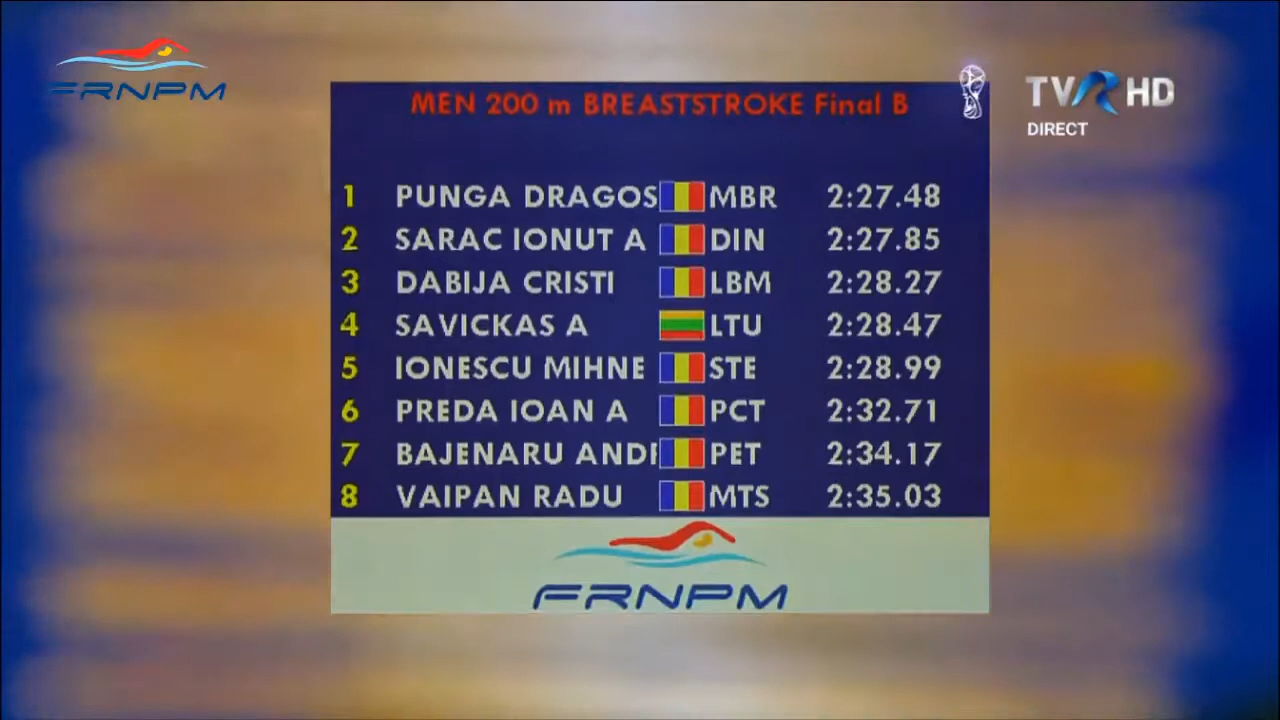 FRNPM
TVR HD
DIRECT
MEN 200 m BREASTSTROKE Final B
1 PUNGA DRAGOS MBR 2:27.48
2 SARAC IONUT A DIN 2:27.85
3 DABIJA CRISTI LBM 2:28.27
4 SAVICKAS A LTU 2:28.47
5 IONESCU MIHNE STE 2:28.99
6 PREDA IOAN A PCT 2:32.71
7 BAJENARU AND PET 2:34.17
8 VAIPAN RADU MTS 2:35.03
FRNPM